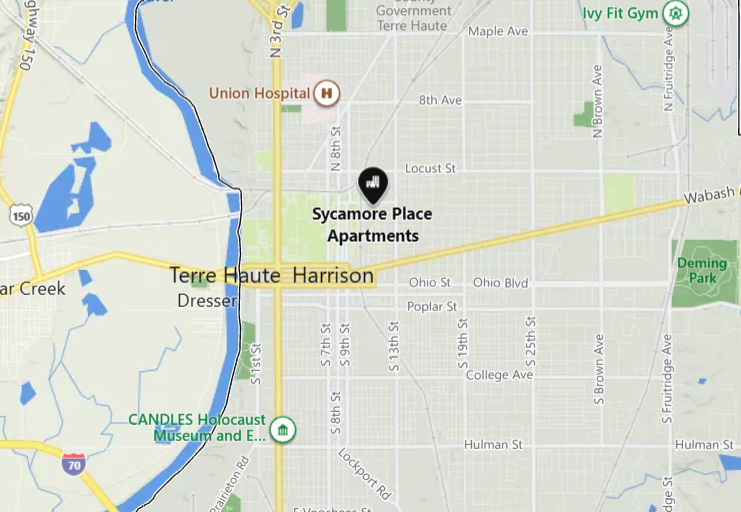 County
Government
Terre Haute
Ivy Fit Gym
Maple Ave
N 3rd St
N Fruitridge Ave
N Brown Ave
Union Hospital
H
8th Ave
N 8th St
Locust St
150
Sycamore Place
Apartments
Wabash
Terre Haute Harrison
Dresser
ar Creek
Ohio St
Ohio Blvd
Poplar St
Deming
Park
S 1st St
S 7th St
S 9th St
S 13th St
S 19th St
S 25th St
S Brown Ave
S Fruitridge Ave
College Ave
S 8th St
CANDLES Holocaust
Museum and E...
Hulman St
Hulman St
70
Prairieton Rd
Lockport Rd
E Voorhees St